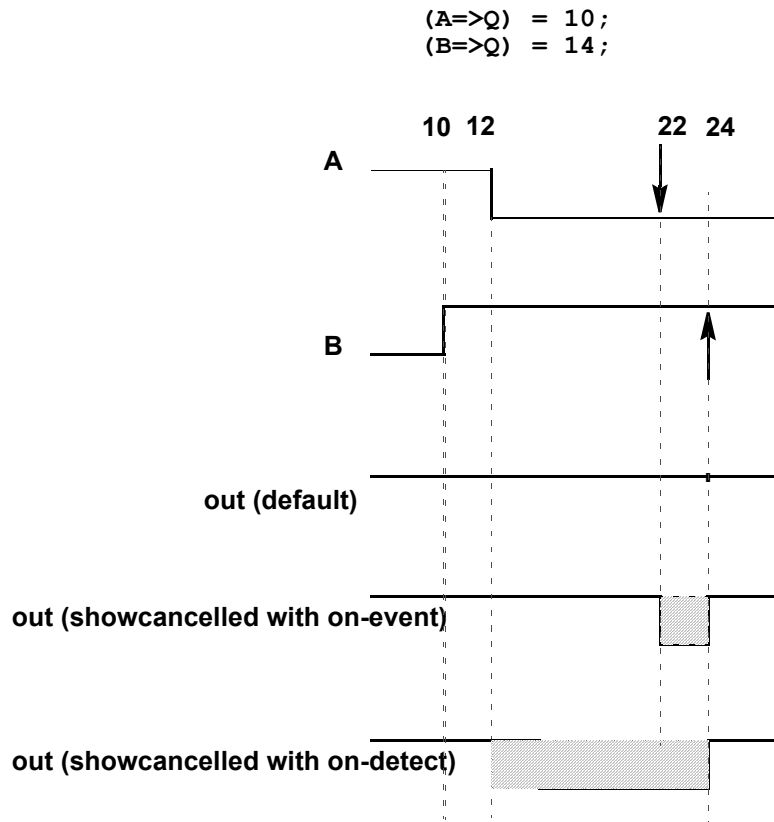 (A=>Q) = 10;
(B=>Q) = 14;
10 12 22 24
A
B
out (default)
out (showcancelled with on-event)
out (showcancelled with on-detect)